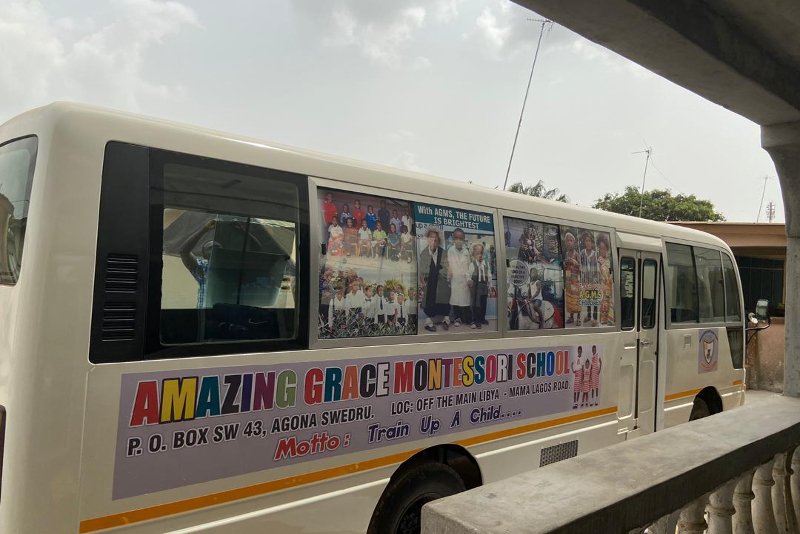 With AGMS, THE FUTURE
IS BRIGHTEST
AMAZING GRACE MONTESSORI SCHOOL
P. O. BOX SW 43, AGONA SWEDRU. LOC: OFF THE MAIN LIBYA - MAMA LAGOS ROAD.
Motto: Train Up A Child....